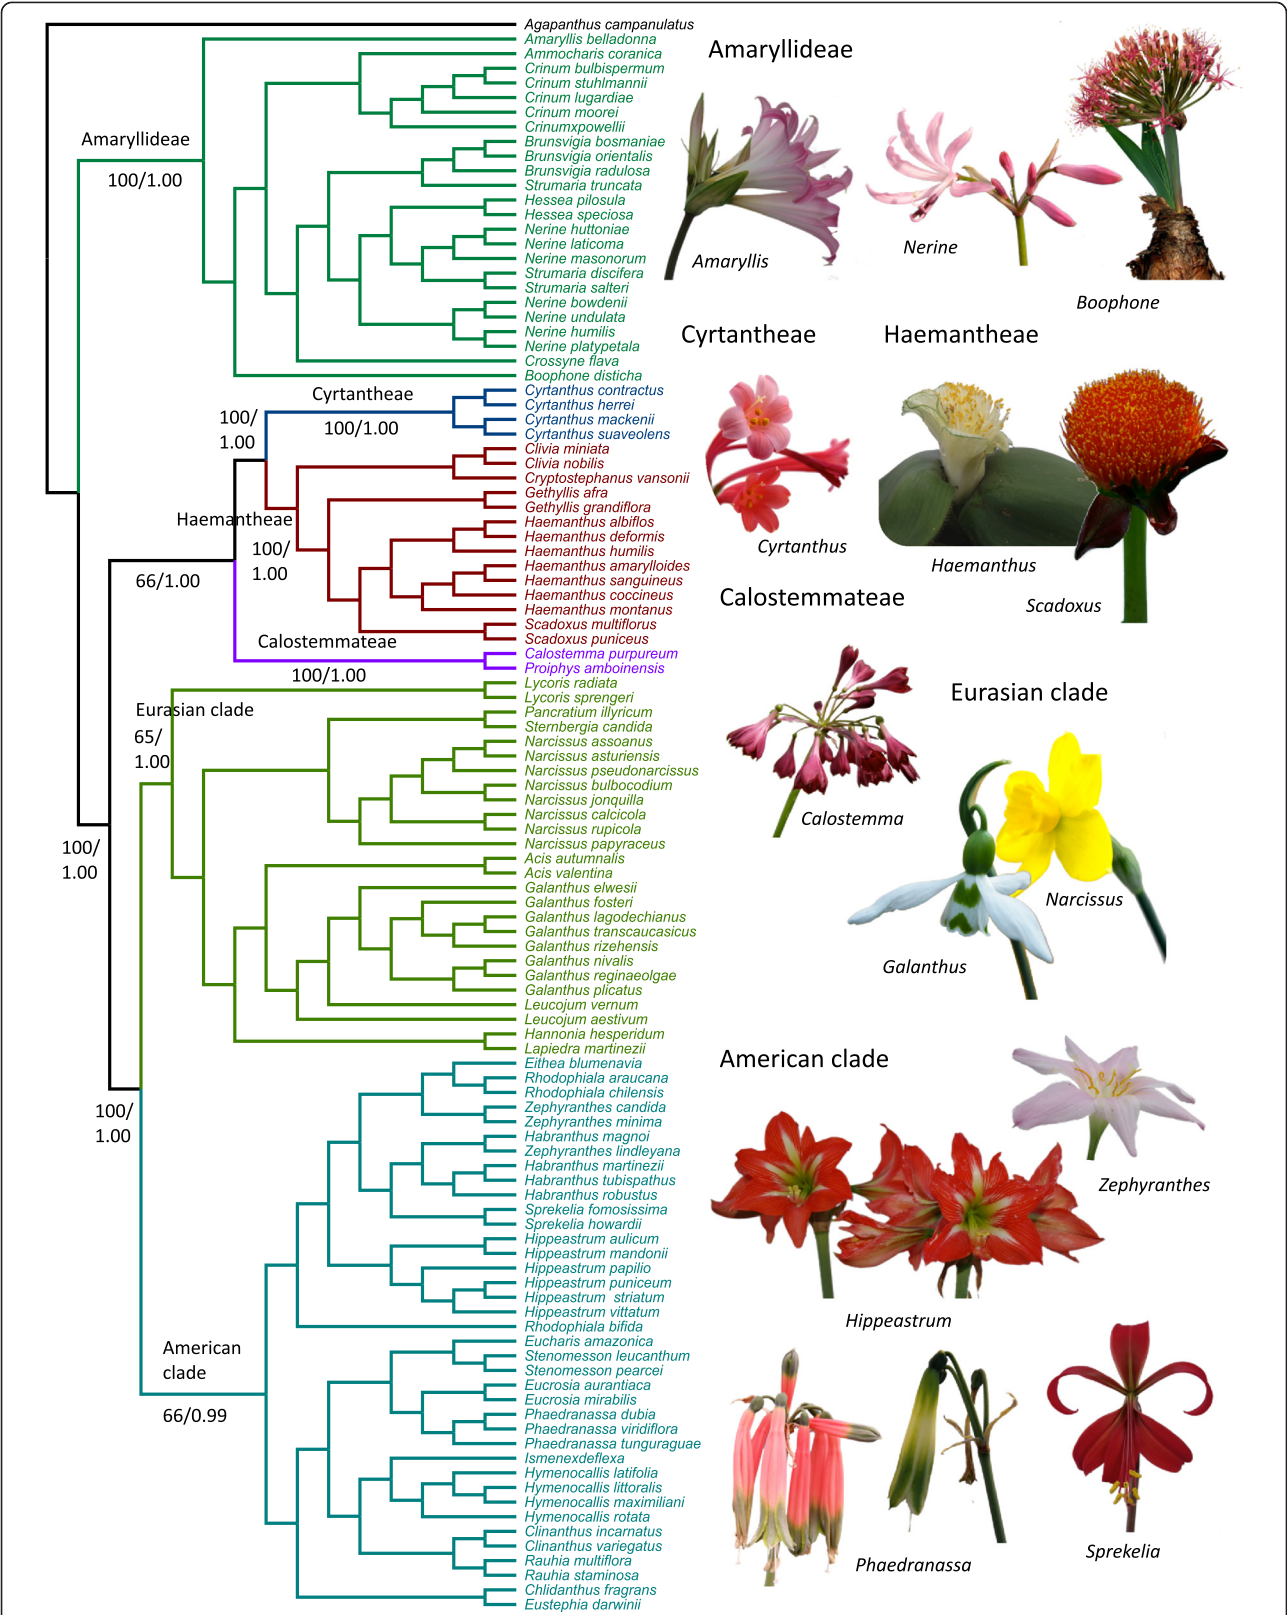 Agapanthus campanulatus
Amaryllis belladonna
Ammocharis coranica
Crinum bulbispermum
Crinum stuhlmannii
Crinum lugardiae
Crinum moorei
Crinumxpowellii
Brunsvigia bosmaniae
Brunsvigia orientalis
Brunsvigia radulosa
Strumaria truncata
Hessea pilosula
Hessea speciosa
Nerine huttoniae
Nerine laticoma
Nerine masonorum
Strumaria discifera
Strumaria salteri
Nerine bowdenii
Nerine undulata
Nerine humilis
Nerine platypetala
Crossyne flava
Boophone disticha
Cyrtanthus contractus
Cyrtanthus herrei
Cyrtanthus mackenii
Cyrtanthus suaveolens
Clivia miniata
Clivia nobilis
Cryptostephanus vansonii
Gethyllis afra
Gethyllis grandiflora
Haemanthus albiflos
Haemanthus deformis
Haemanthus humilis
Haemanthus amarylloides
Haemanthus sanguineus
Haemanthus coccineus
Haemanthus montanus
Scadoxus multiflorus
Scadoxus puniceus
Calostemma purpureum
Proiphys amboinensis
Lycoris radiata
Lycoris sprengeri
Pancratium illyricum
Sternbergia candida
Narcissus assoanus
Narcissus asturiensis
Narcissus pseudonarcissus
Narcissus bulbocodium
Narcissus jonquilla
Narcissus calcicola
Narcissus rupicola
Narcissus papyraceus
Acis autumnalis
Acis valentina
Galanthus elwesii
Galanthus fosteri
Galanthus lagodechianus
Galanthus transcaucasicus
Galanthus rizehensis
Galanthus nivalis
Galanthus reginaeolgae
Galanthus plicatus
Leucojum vernum
Leucojum aestivum
Hannonia hesperidum
Lapiedra martinezii
Eithea blumenavia
Rhodophiala araucana
Rhodophiala chilensis
Zephyranthes candida
Zephyranthes minima
Habranthus magnoi
Zephyranthes lindleyana
Habranthus martinezii
Habranthus tubispathus
Habranthus robustus
Sprekelia fomosissima
Sprekelia howardii
Hippeastrum aulicum
Hippeastrum mandonii
Hippeastrum papilio
Hippeastrum puniceum
Hippeastrum striatum
Hippeastrum vittatum
Rhodophiala bifida
Eucharis amazonica
Stenomesson leucanthum
Stenomesson pearcei
Eucrosia aurantiaca
Eucrosia mirabilis
Phaedranassa dubia
Phaedranassa viridiflora
Phaedranassa tunguraguae
Ismenexdeflexa
Hymenocallis latifolia
Hymenocallis littoralis
Hymenocallis maximiliani
Hymenocallis rotata
Clinanthus incarnatus
Clinanthus variegatus
Rauhia multiflora
Rauhia staminosa
Chlidanthus fragrans
Eustephia darwinii
Amaryllideae
100/1.00
Cyrtantheae
100/1.00
100/
1.00
Haemantheae
100/
1.00
66/1.00
Calostemmateae
100/1.00
Eurasian clade
65/
1.00
100/
1.00
100/
1.00
American
clade
66/0.99
Amaryllideae
Amaryllis
Nerine
Boophone
Cyrtantheae
Haemantheae
Cyrtanthus
Haemanthus
Scadoxus
Calostemmateae
Calostemma
Eurasian clade
Narcissus
Galanthus
American clade
Zephyranthes
Hippeastrum
Phaedranassa
Sprekelia